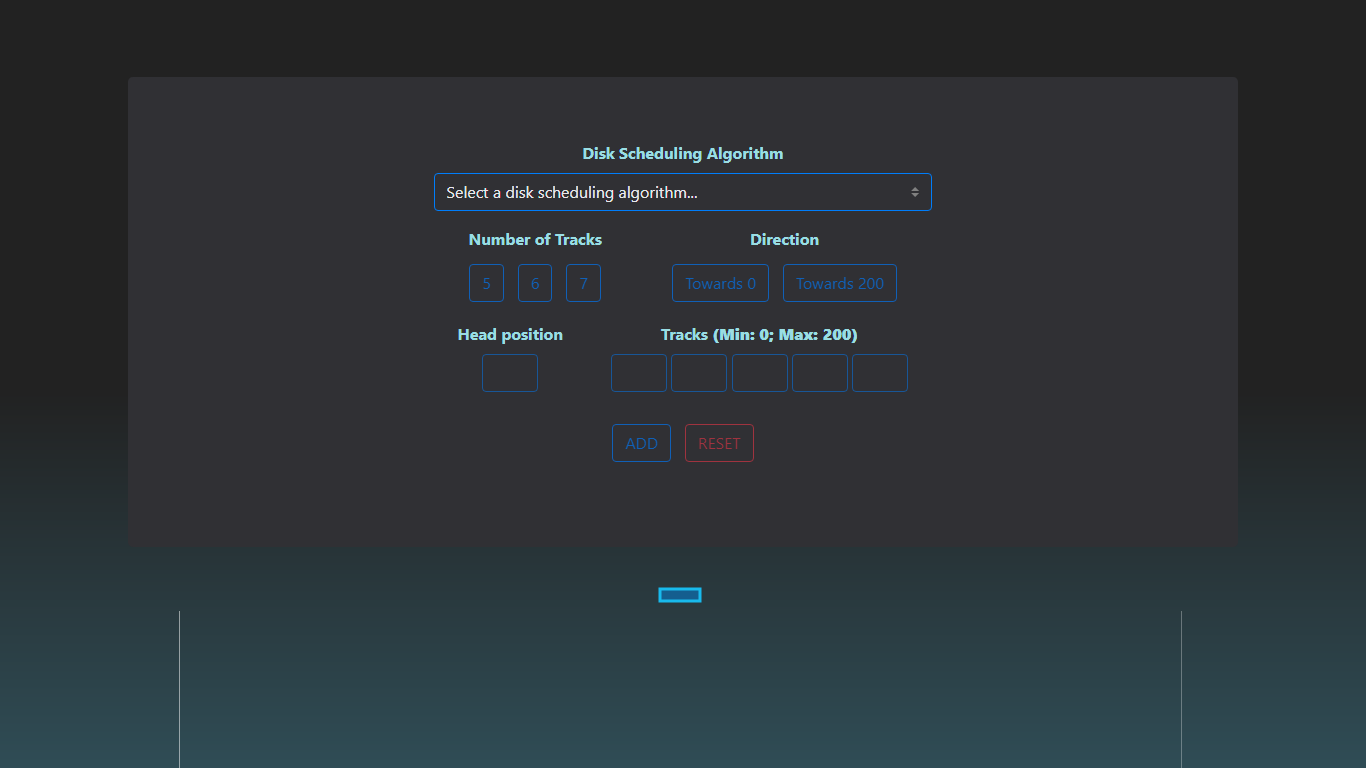 Disk Scheduling Algorithm
Select a disk scheduling algorithm...
Number of Tracks
Direction
5 6 7
Towards 0 Towards 200
Head position
Tracks (Min: 0; Max: 200)
ADD RESET